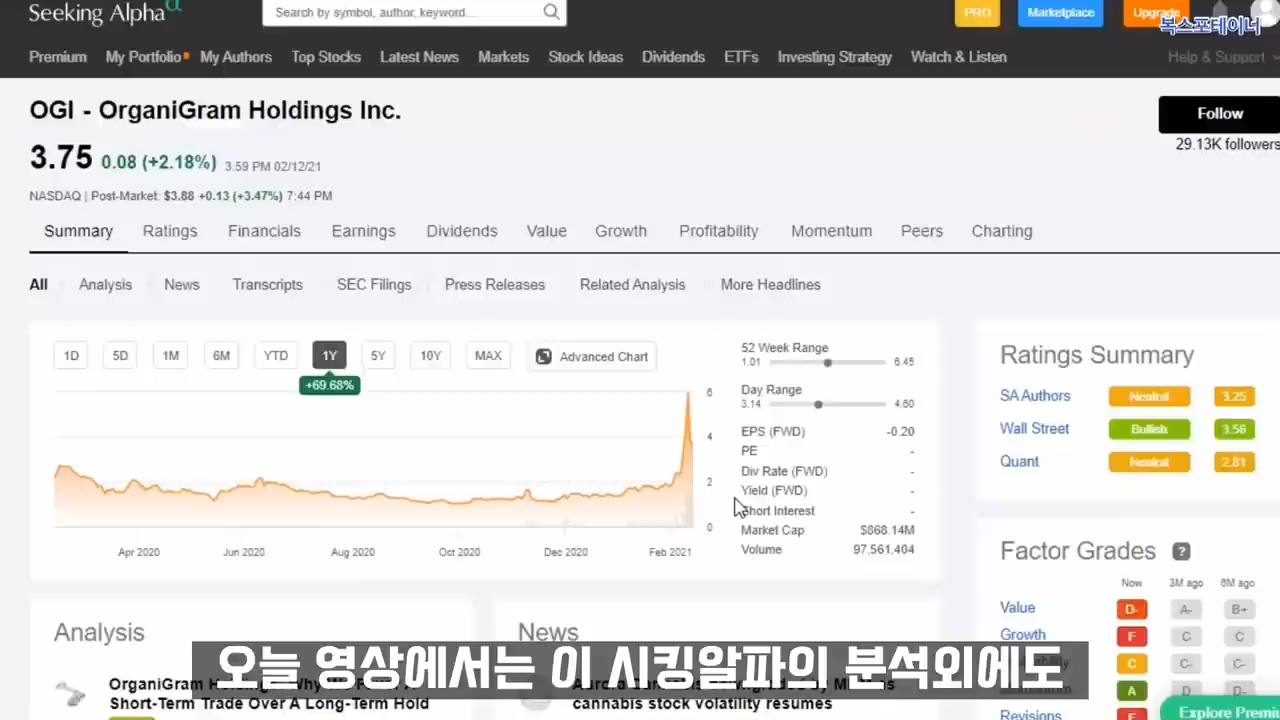 Seeking Alpha α
Search by symbol, author, keyword...
PRO
Marketplace
Upgrade
복스포테이너
Premium My Portfolio My Authors Top Stocks Latest News Markets Stock Ideas Dividends ETFs Investing Strategy Watch & Listen Help & Support
OGI - OrganiGram Holdings Inc.
Follow
3.75 0.08 (+2.18%) 3.59 PM 02/12/21
29.13K followers
NASDAQ | Post-Market: $3.88 +0.13 (+3.47%) 7:44 PM
Summary Ratings Financials Earnings Dividends Value Growth Profitability Momentum Peers Charting
All Analysis News Transcripts SEC Filings Press Releases Related Analysis More Headlines
1D 5D 1M 6M YTD 1Y 5Y 10Y MAX Advanced Chart
+69.68%
6
4
2
0
Apr 2020 Jun 2020 Aug 2020 Oct 2020 Dec 2020 Feb 2021
52 Week Range
1.01 6.45
Day Range
3.14 4.60
EPS (FWD) -0.20
PE -
Div Rate (FWD) -
Yield (FWD) -
Short Interest -
Market Cap $868.14M
Volume 97,561,404
Ratings Summary
SA Authors Neutral 3.25
Wall Street Bullish 3.56
Quant Neutral 2.81
Factor Grades ?
Now 3M ago 6M ago
Value D- A- B+
Growth F C C
C C- C-
A D D-
Revisions F
Explore Premiu
Analysis
OrganiGram
Short-Term Trade Over A Long-Term Hold
News
cannabis stock volatility resumes
오늘 영상에서는 이 시킹알파의 분석외에도